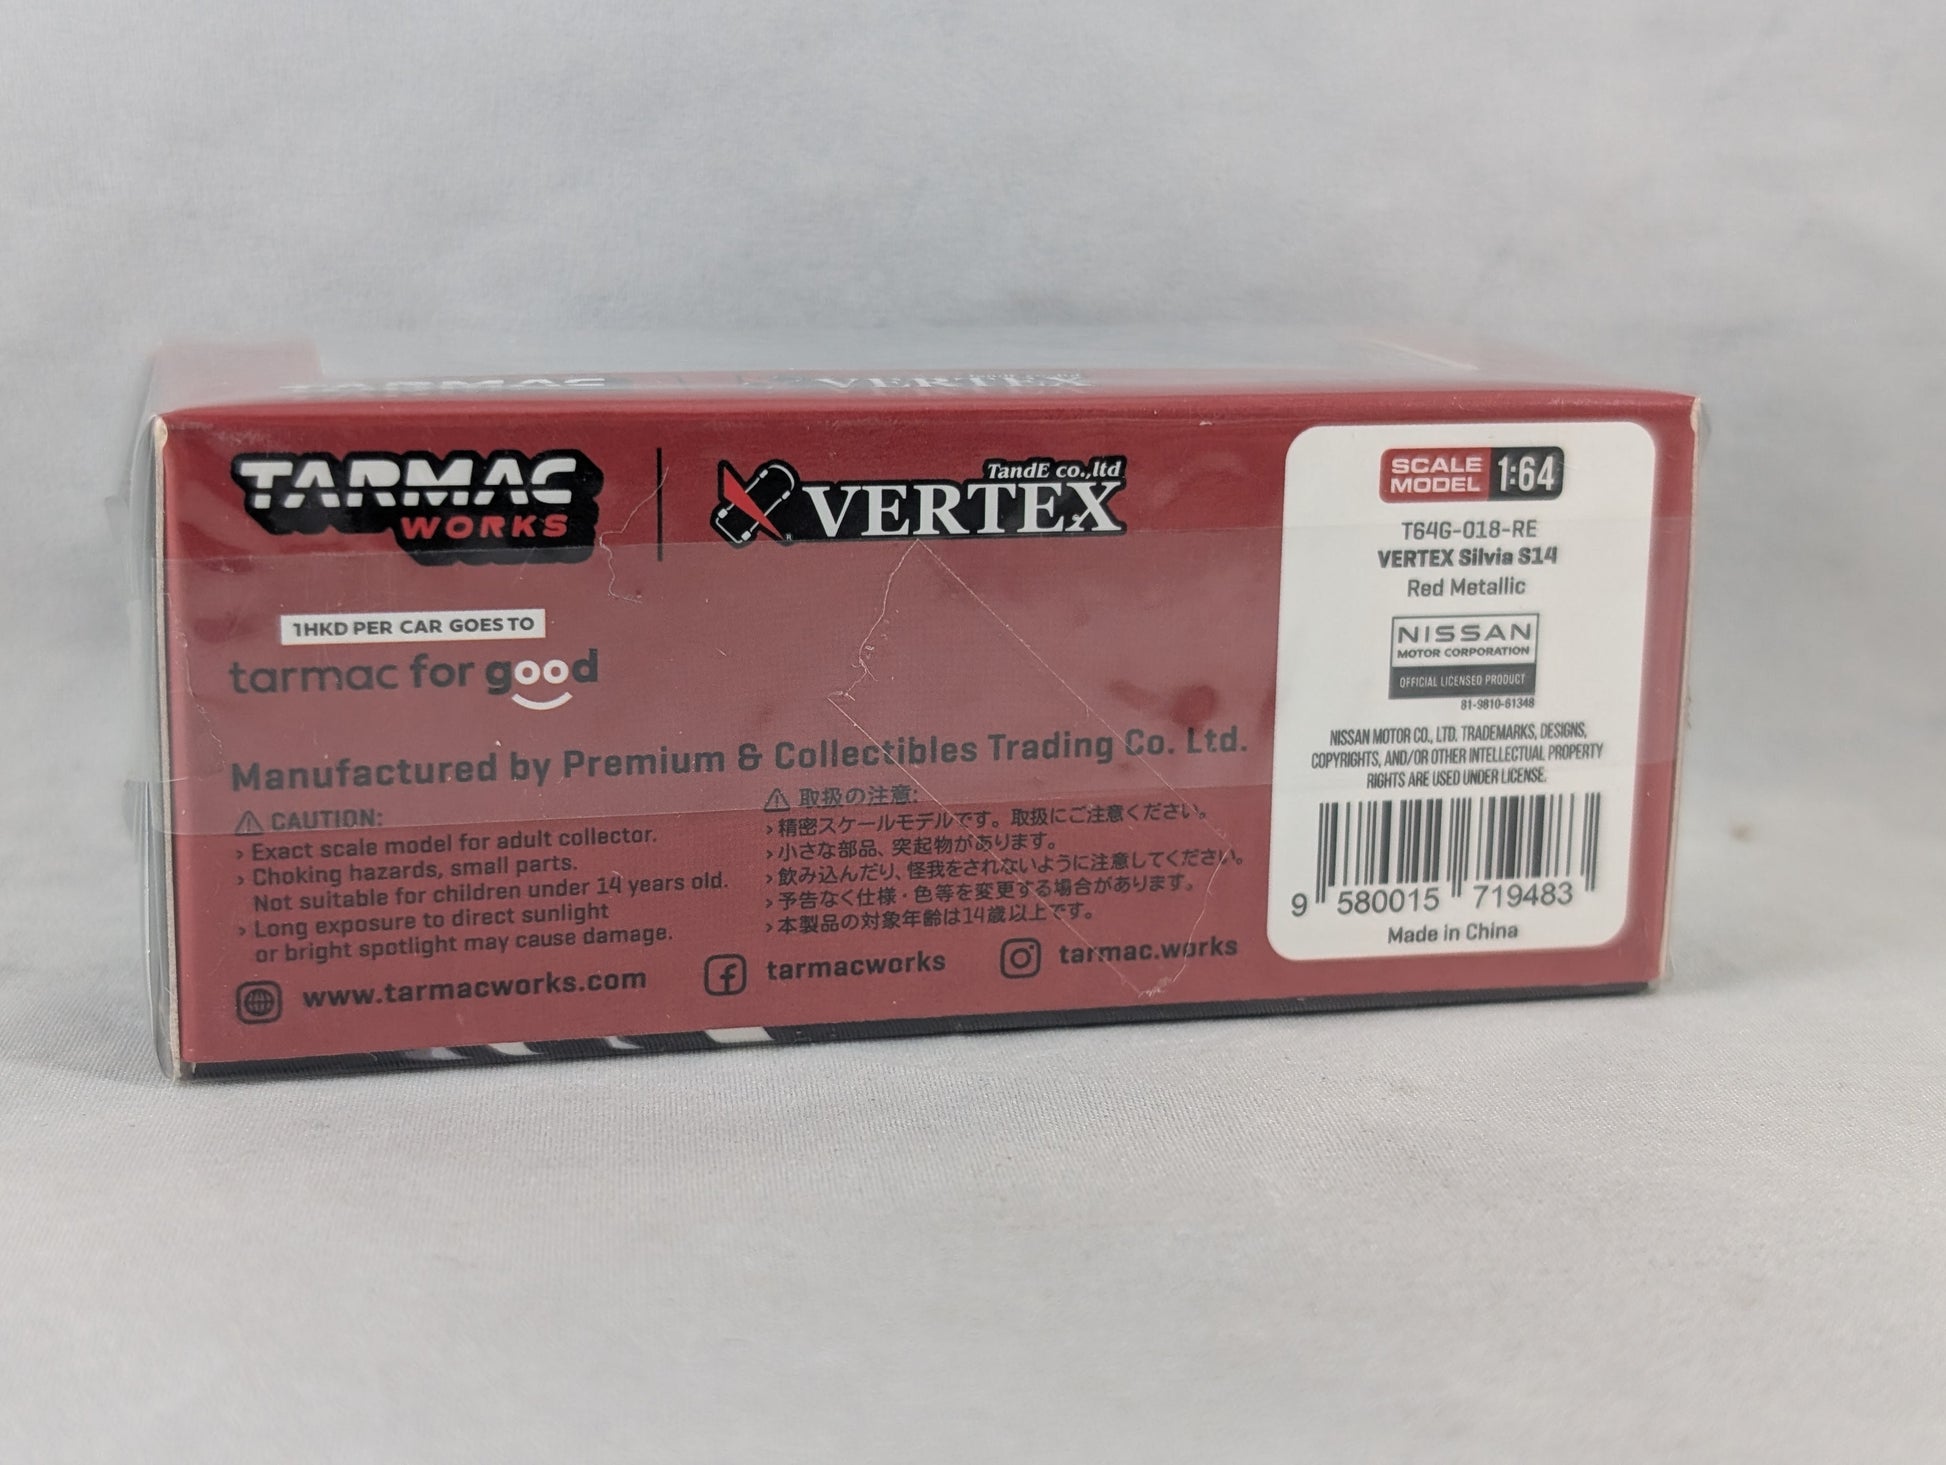 TARMAC VERTEX
TARMAC
WORKS
TandE co.,ltd
VERTEX
1HKD PER CAR GOES TO
tarmac for good
Manufactured by Premium & Collectibles Trading Co. Ltd.
CAUTION:
› Exact scale model for adult collector.
› Choking hazards, small parts.
Not suitable for children under 14 years old.
› Long exposure to direct sunlight
or bright spotlight may cause damage.
取扱の注意:
›精密スケールモデルです。取扱にご注意ください。
›小さな部品、突起物があります。
›飲み込んだり、怪我をされないように注意してください。
›予告なく仕様・色等を変更する場合があります。
›本製品の対象年齢は14歳以上です。
www.tarmacworks.com
tarmacworks
tarmac.works
SCALE
MODEL 1:64
T64G-018-RE
VERTEX Silvia S14
Red Metallic
NISSAN
MOTOR CORPORATION
OFFICIAL LICENSED PRODUCT
81-9810-61348
NISSAN MOTOR CO., LTD. TRADEMARKS, DESIGNS,
COPYRIGHTS, AND/OR OTHER INTELLECTUAL PROPERTY
RIGHTS ARE USED UNDER LICENSE.
9 580015 719483
Made in China